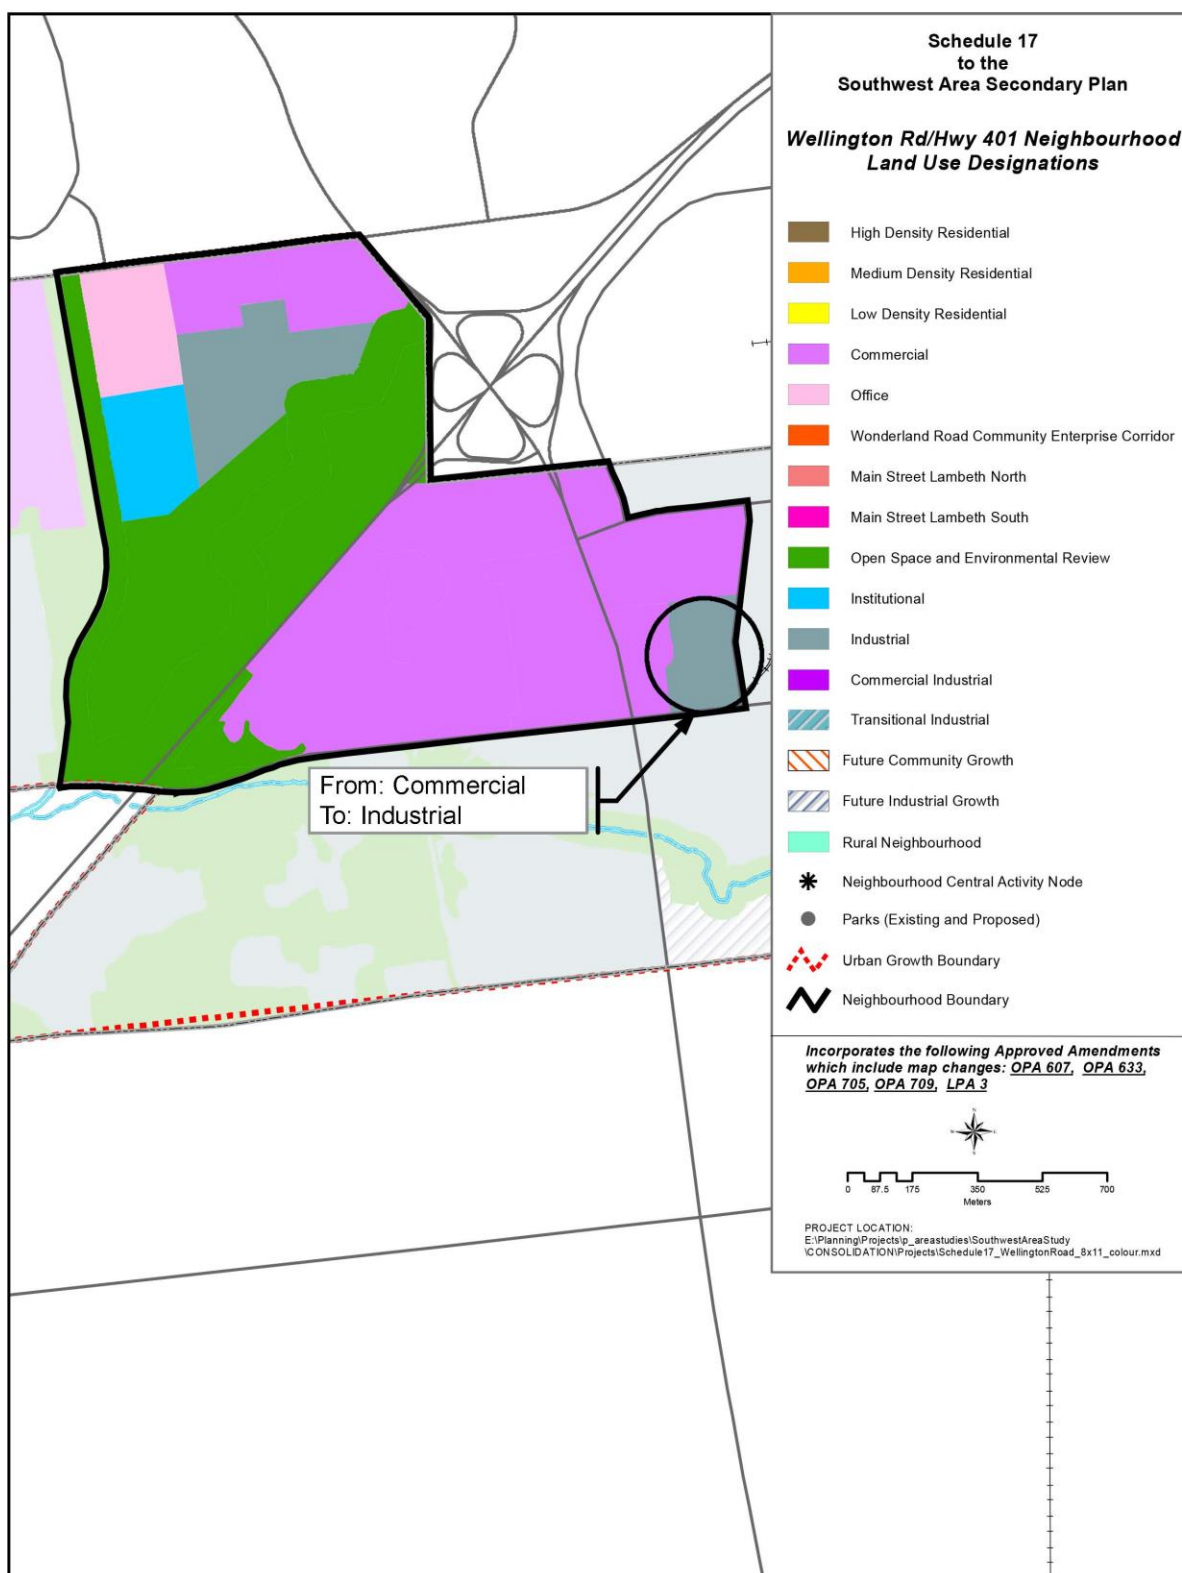 Schedule 17
to the
Southwest Area Secondary Plan
Wellington Rd/Hwy 401 Neighbourhood
Land Use Designations
High Density Residential
Medium Density Residential
Low Density Residential
Commercial
Office
Wonderland Road Community Enterprise Corridor
Main Street Lambeth North
Main Street Lambeth South
Open Space and Environmental Review
Institutional
Industrial
Commercial Industrial
Transitional Industrial
Future Community Growth
Future Industrial Growth
Rural Neighbourhood
Neighbourhood Central Activity Node
Parks (Existing and Proposed)
Urban Growth Boundary
Neighbourhood Boundary
From: Commercial
To: Industrial
Incorporates the following Approved Amendments
which include map changes: OPA 607, OPA 633,
OPA 705, OPA 709, LPA 3
0 87.5 175 350 525 700
Meters
PROJECT LOCATION:
E:\Planning\Projects\p_areastudies\SouthwestAreaStudy
\CONSOLIDATION\Projects\Schedule17_WellingtonRoad_8x11_colour.mxd